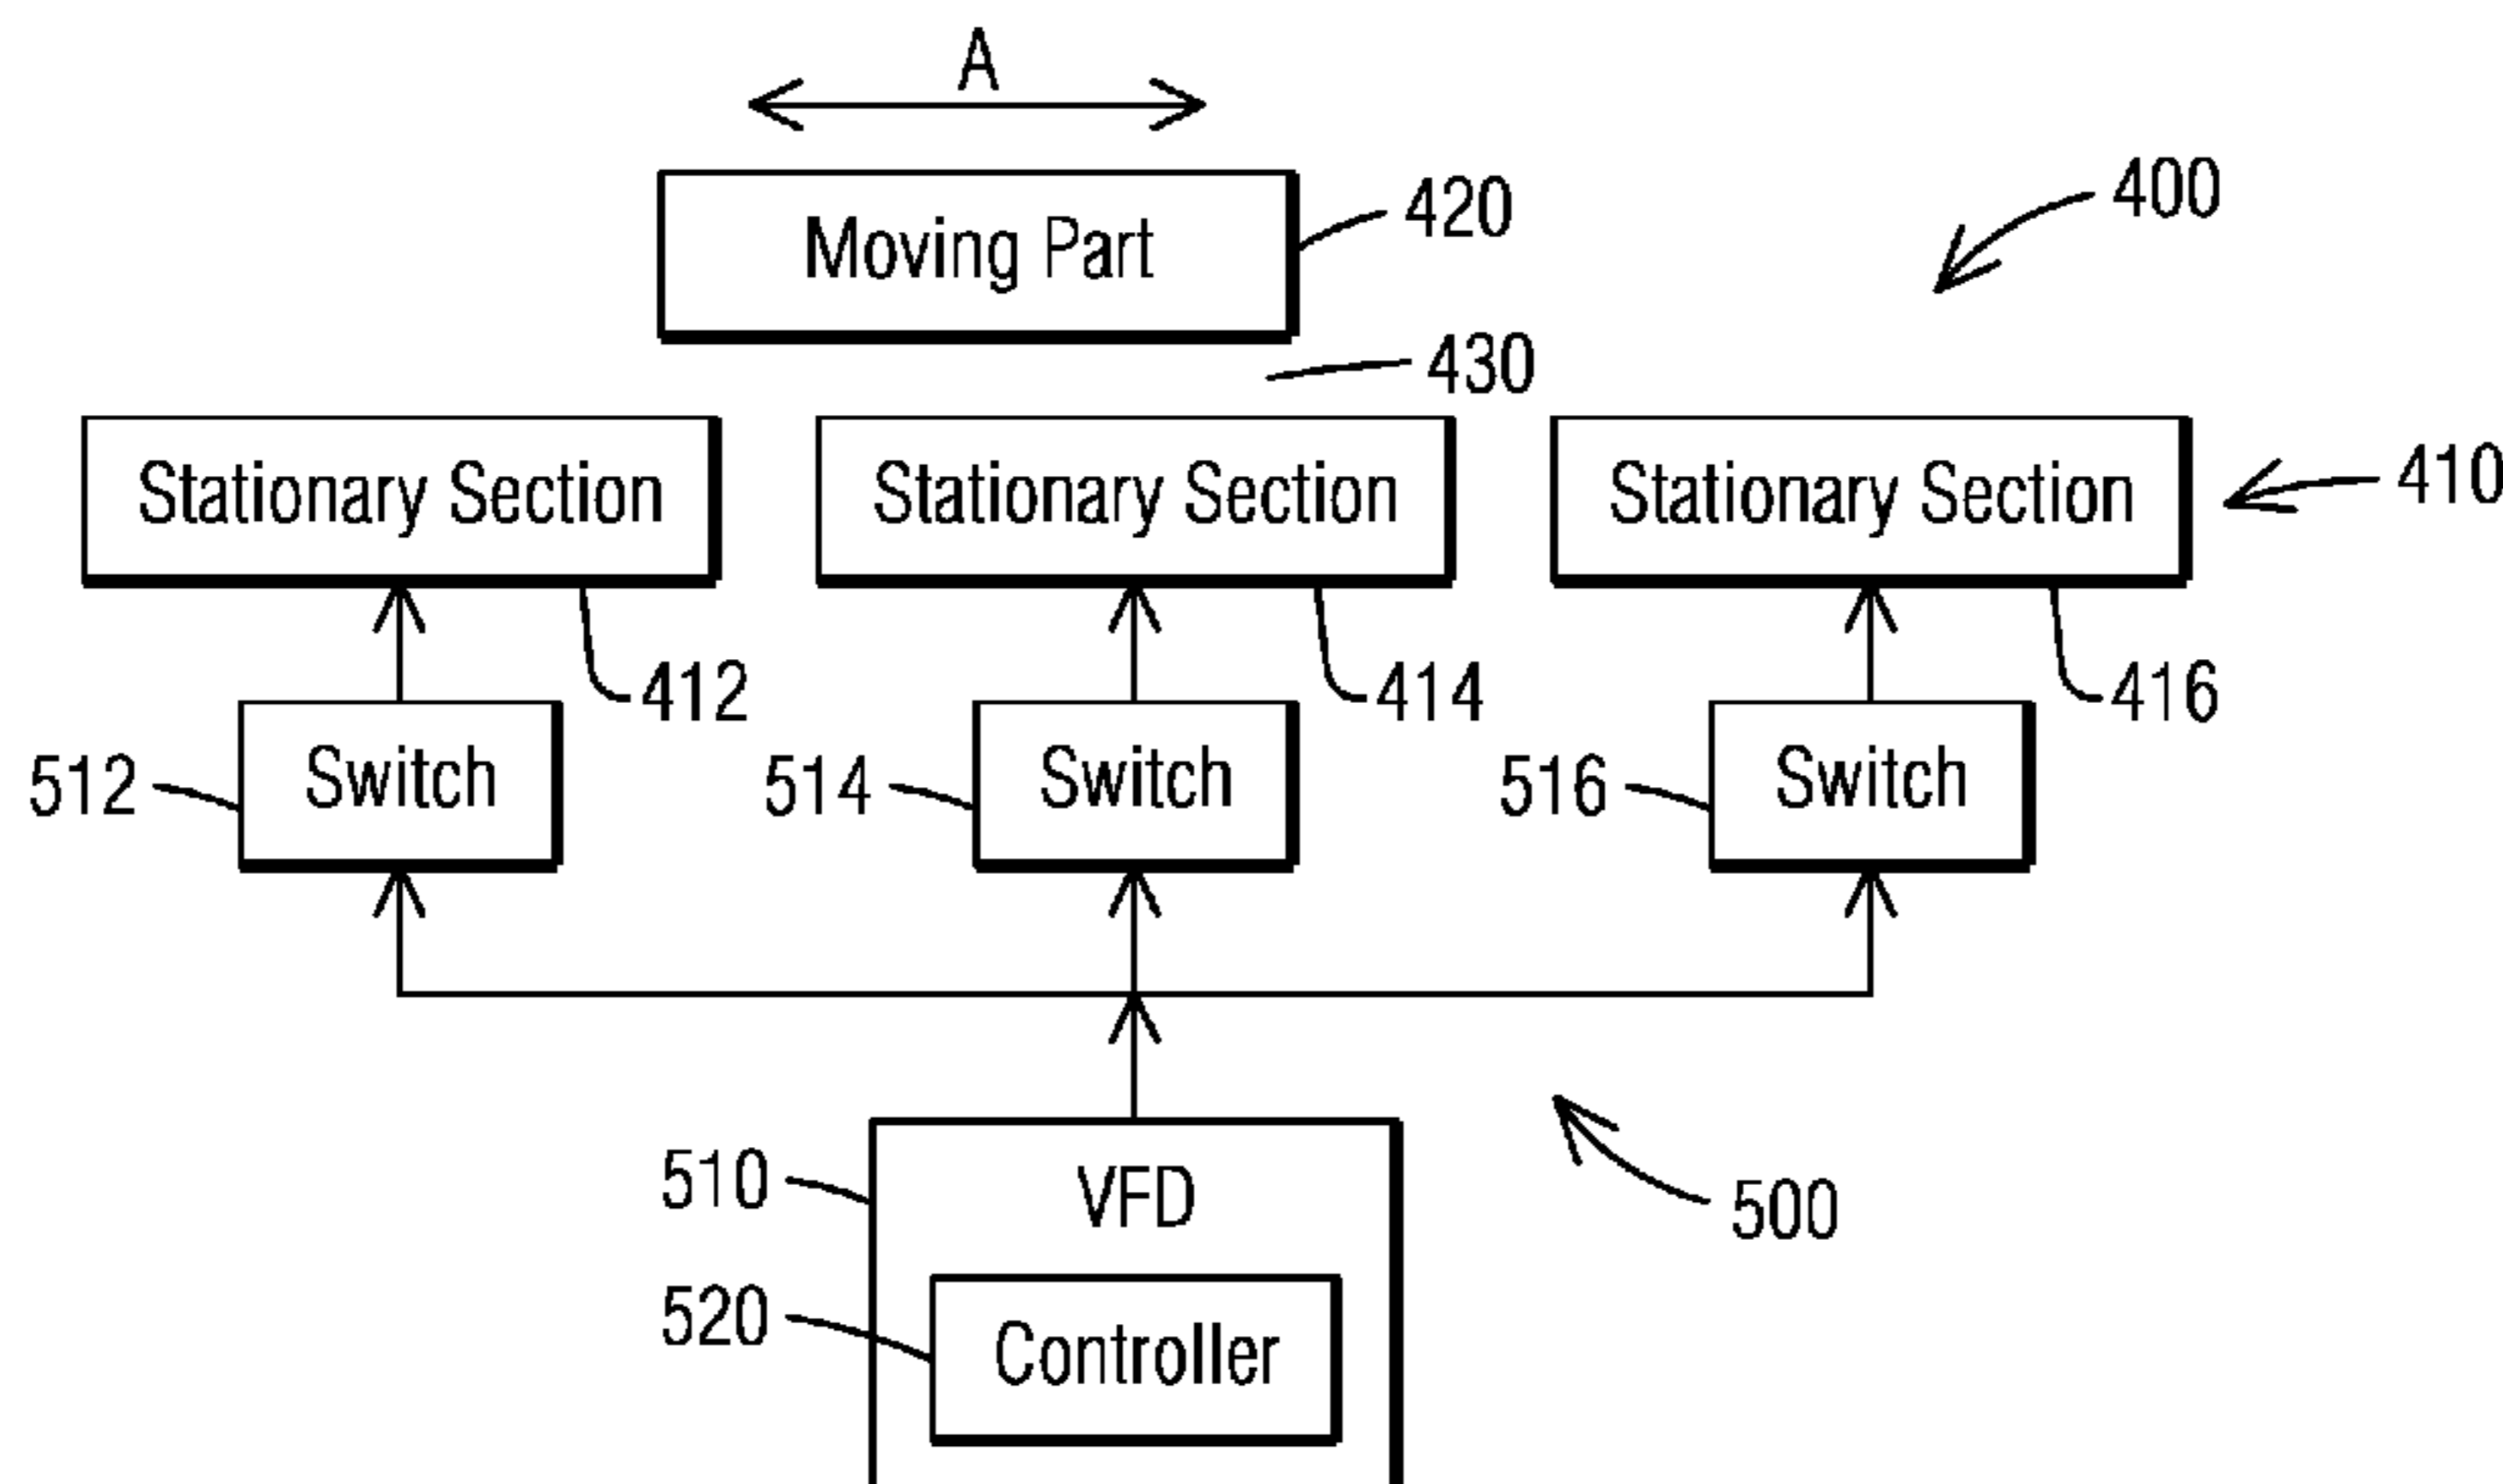 A
Moving Part
420
400
430
Stationary Section
Stationary Section
Stationary Section
410
412
414
416
512
Switch
514
Switch
516
Switch
510
VFD
500
520
Controller